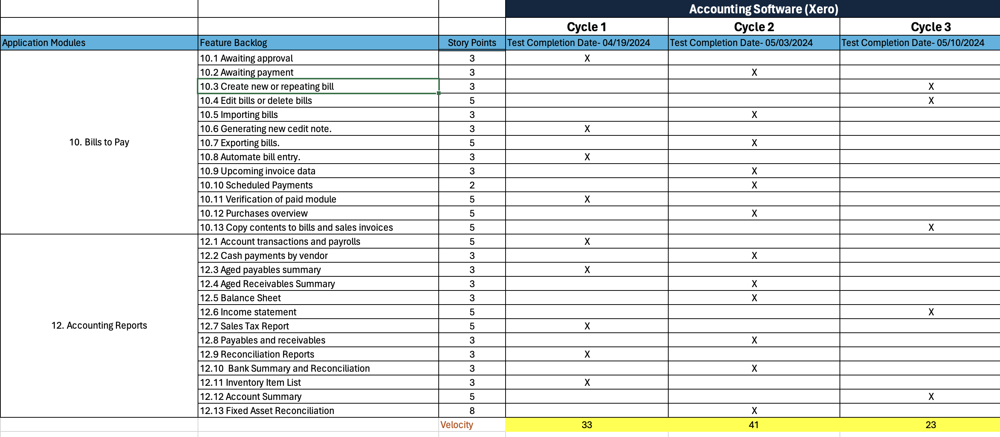 Accounting Software (Xero)
Cycle 1 Cycle 2 Cycle 3
Application Modules Feature Backlog Story Points Test Completion Date- 04/19/2024 Test Completion Date- 05/03/2024 Test Completion Date- 05/10/2024
10.1 Awaiting approval 3 X
10.2 Awaiting payment 3 X
10.3 Create new or repeating bill 3 X
10.4 Edit bills or delete bills 5 X
10.5 Importing bills 3 X
10.6 Generating new cedit note. 3 X
10. Bills to Pay 10.7 Exporting bills. 5 X
10.8 Automate bill entry. 3 X
10.9 Upcoming invoice data 3 X
10.10 Scheduled Payments 2 X
10.11 Verification of paid module 5 X
10.12 Purchases overview 5 X
10.13 Copy contents to bills and sales invoices 5 X
12.1 Account transactions and payrolls 5 X
12.2 Cash payments by vendor 3 X
12.3 Aged payables summary 3 X
12.4 Aged Receivables Summary 3 X
12.5 Balance Sheet 3 X
12.6 Income statement 5 X
12. Accounting Reports 12.7 Sales Tax Report 5 X
12.8 Payables and receivables 3 X
12.9 Reconciliation Reports 3 X
12.10 Bank Summary and Reconciliation 3 X
12.11 Inventory Item List 3 X
12.12 Account Summary 5 X
12.13 Fixed Asset Reconciliation 8 X
Velocity 33 41 23